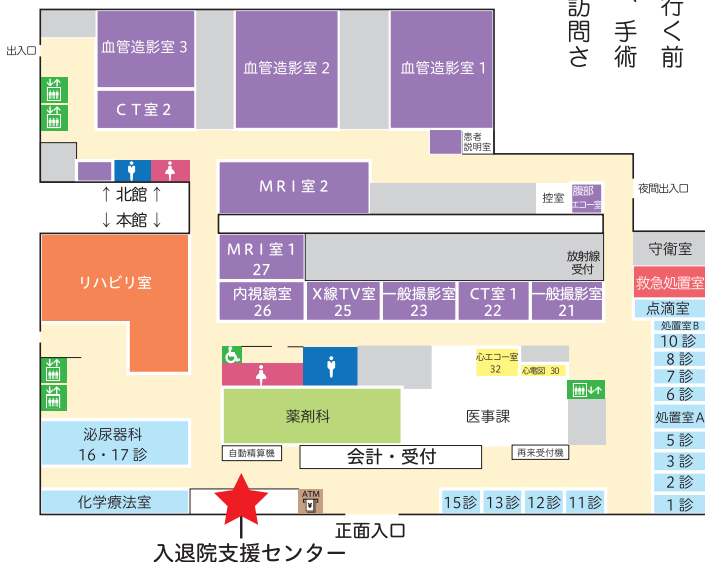 行く前
、手術
訪問さ
出入口
血管造影室 3
血管造影室 2
血管造影室 1
CT室 2
患者
説明室
↑ 北館 ↑
↓ 本館 ↓
MRI室 2
控室
腹部
エコー室
夜間出入口
守衛室
救急処置室
点滴室
処置室B
10 診
8 診
7 診
6 診
処置室A
5 診
3 診
2 診
1 診
リハビリ室
MRI室 1
27
放射線
受付
内視鏡室
26
X線TV室
25
一般撮影室
23
CT室 1
22
一般撮影室
21
心エコー室
32
心電図 30
薬剤科
医事課
泌尿器科
16・17 診
自動精算機
会計・受付
再来受付機
化学療法室
ATM
15診
13診
12診
11診
正面入口
入退院支援センター